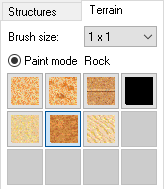 Structures Terrain
Brush size: 1 x 1
Paint mode Rock